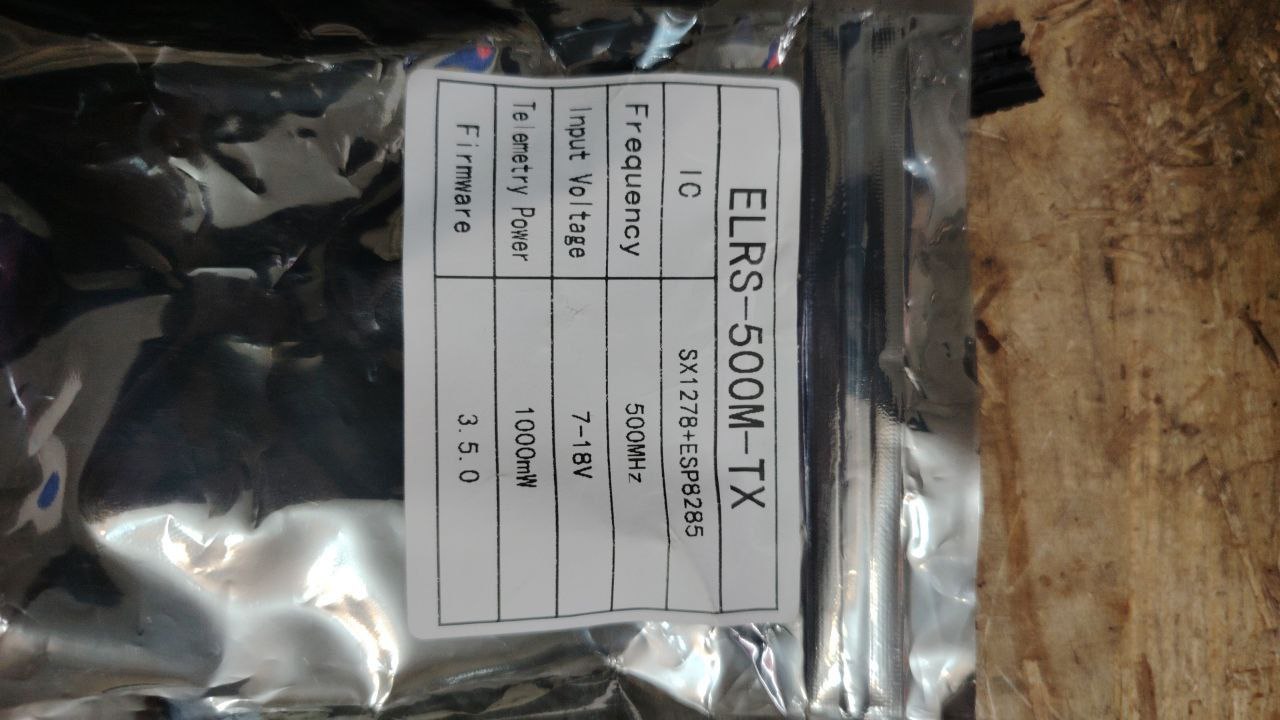 ELRS-500M-TX
IC SX1278+ESP8285
Frequency 500MHz
Input Voltage 7-18V
Telemetry Power 1000mW
Firmware 3.5.0